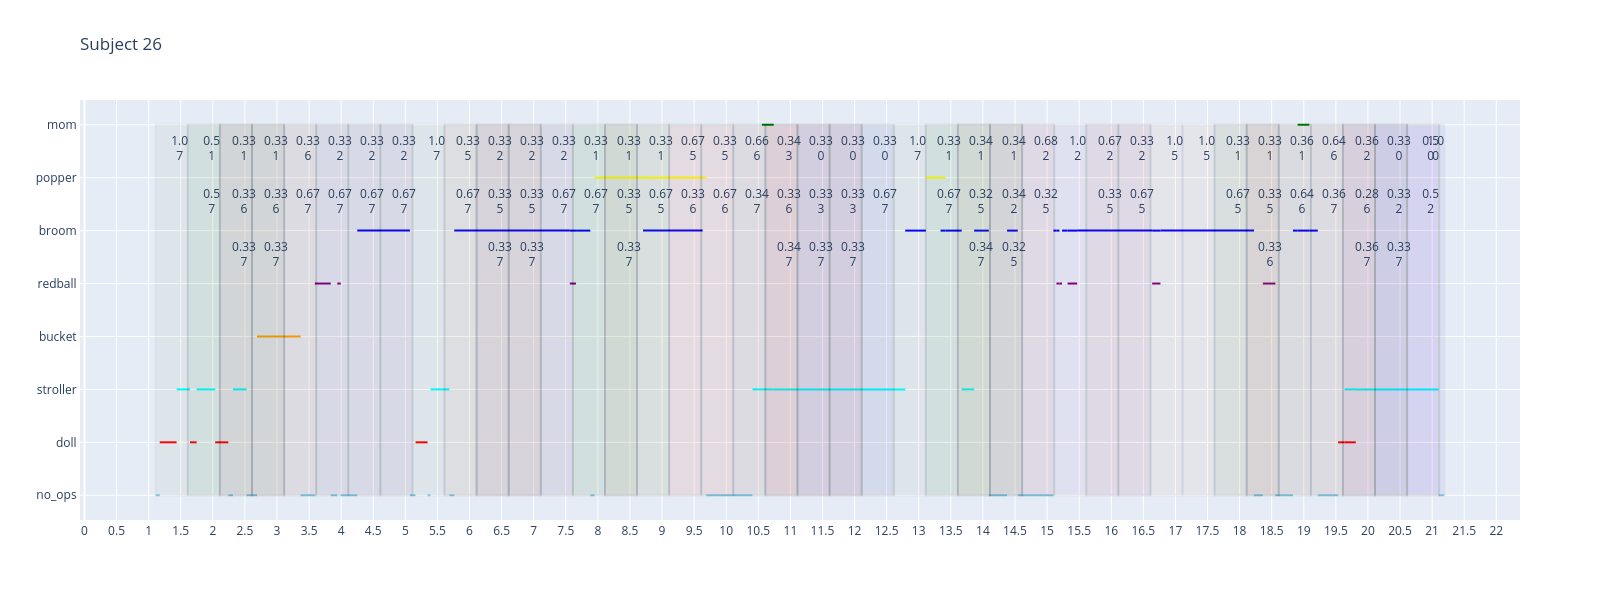 Subject 26
mom
1.0 0.5 0.33 0.33 0.33 0.33 0.33 0.33 1.0 0.33 0.33 0.33 0.33 0.33 0.33 0.33 0.67 0.33 0.66 0.34 0.33 0.33 0.33 1.0 0.33 0.34 0.34 0.68 1.0 0.67 0.33 1.0 1.0 0.33 0.33 0.36 0.64 0.36 0.33
7 1 1 1 6 2 2 2 7 5 2 2 2 1 1 1 5 5 6 3 0 0 0 7 1 1 1 2 2 2 2 5 5 1 1 1 6 2 0
popper
0.5 0.33 0.33 0.67 0.67 0.67 0.67 0.67 0.33 0.33 0.67 0.67 0.33 0.67 0.33 0.67 0.34 0.33 0.33 0.33 0.67 0.67 0.32 0.34 0.32 0.33 0.67 0.67 0.33 0.64 0.36 0.28 0.33 0.5
7 6 6 7 7 7 7 7 5 5 7 7 5 5 6 6 7 6 3 3 7 7 5 2 5 5 5 5 5 6 7 6 2 2
broom
0.33 0.33 0.33 0.33 0.33 0.34 0.33 0.33 0.34 0.32 0.33 0.36 0.33
7 7 7 7 7 7 7 7 7 5 6 7 7
redball
bucket
stroller
doll
no_ops
0 0.5 1 1.5 2 2.5 3 3.5 4 4.5 5 5.5 6 6.5 7 7.5 8 8.5 9 9.5 10 10.5 11 11.5 12 12.5 13 13.5 14 14.5 15 15.5 16 16.5 17 17.5 18 18.5 19 19.5 20 20.5 21 21.5 22